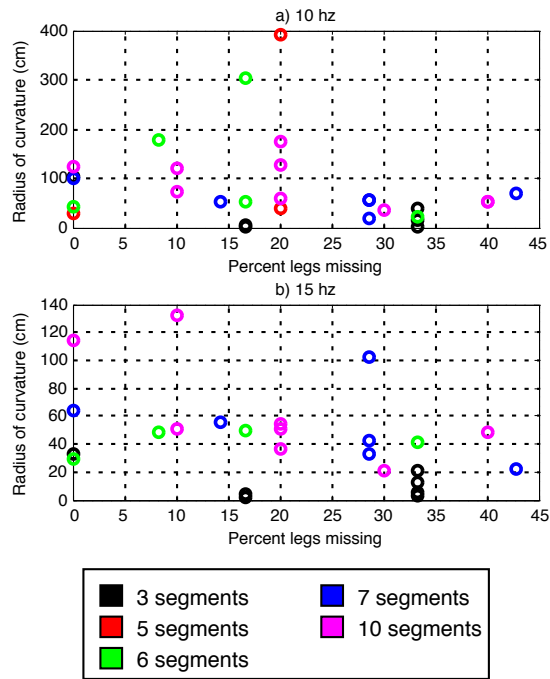 a) 10 hz
Radius of curvature (cm)
400
300
200
100
0
0 5 10 15 20 25 30 35 40 45
Percent legs missing
b) 15 hz
Radius of curvature (cm)
140
120
100
80
60
40
20
0
0 5 10 15 20 25 30 35 40 45
Percent legs missing
3 segments
5 segments
6 segments
7 segments
10 segments